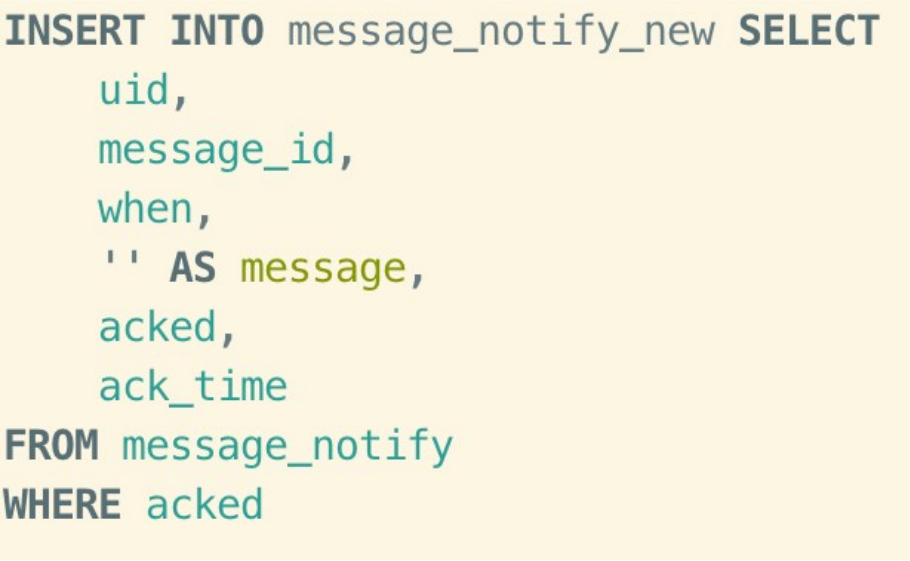 INSERT INTO message_notify_new SELECT
    uid,
    message_id,
    when,
    '' AS message,
    acked,
    ack_time
FROM message_notify
WHERE acked